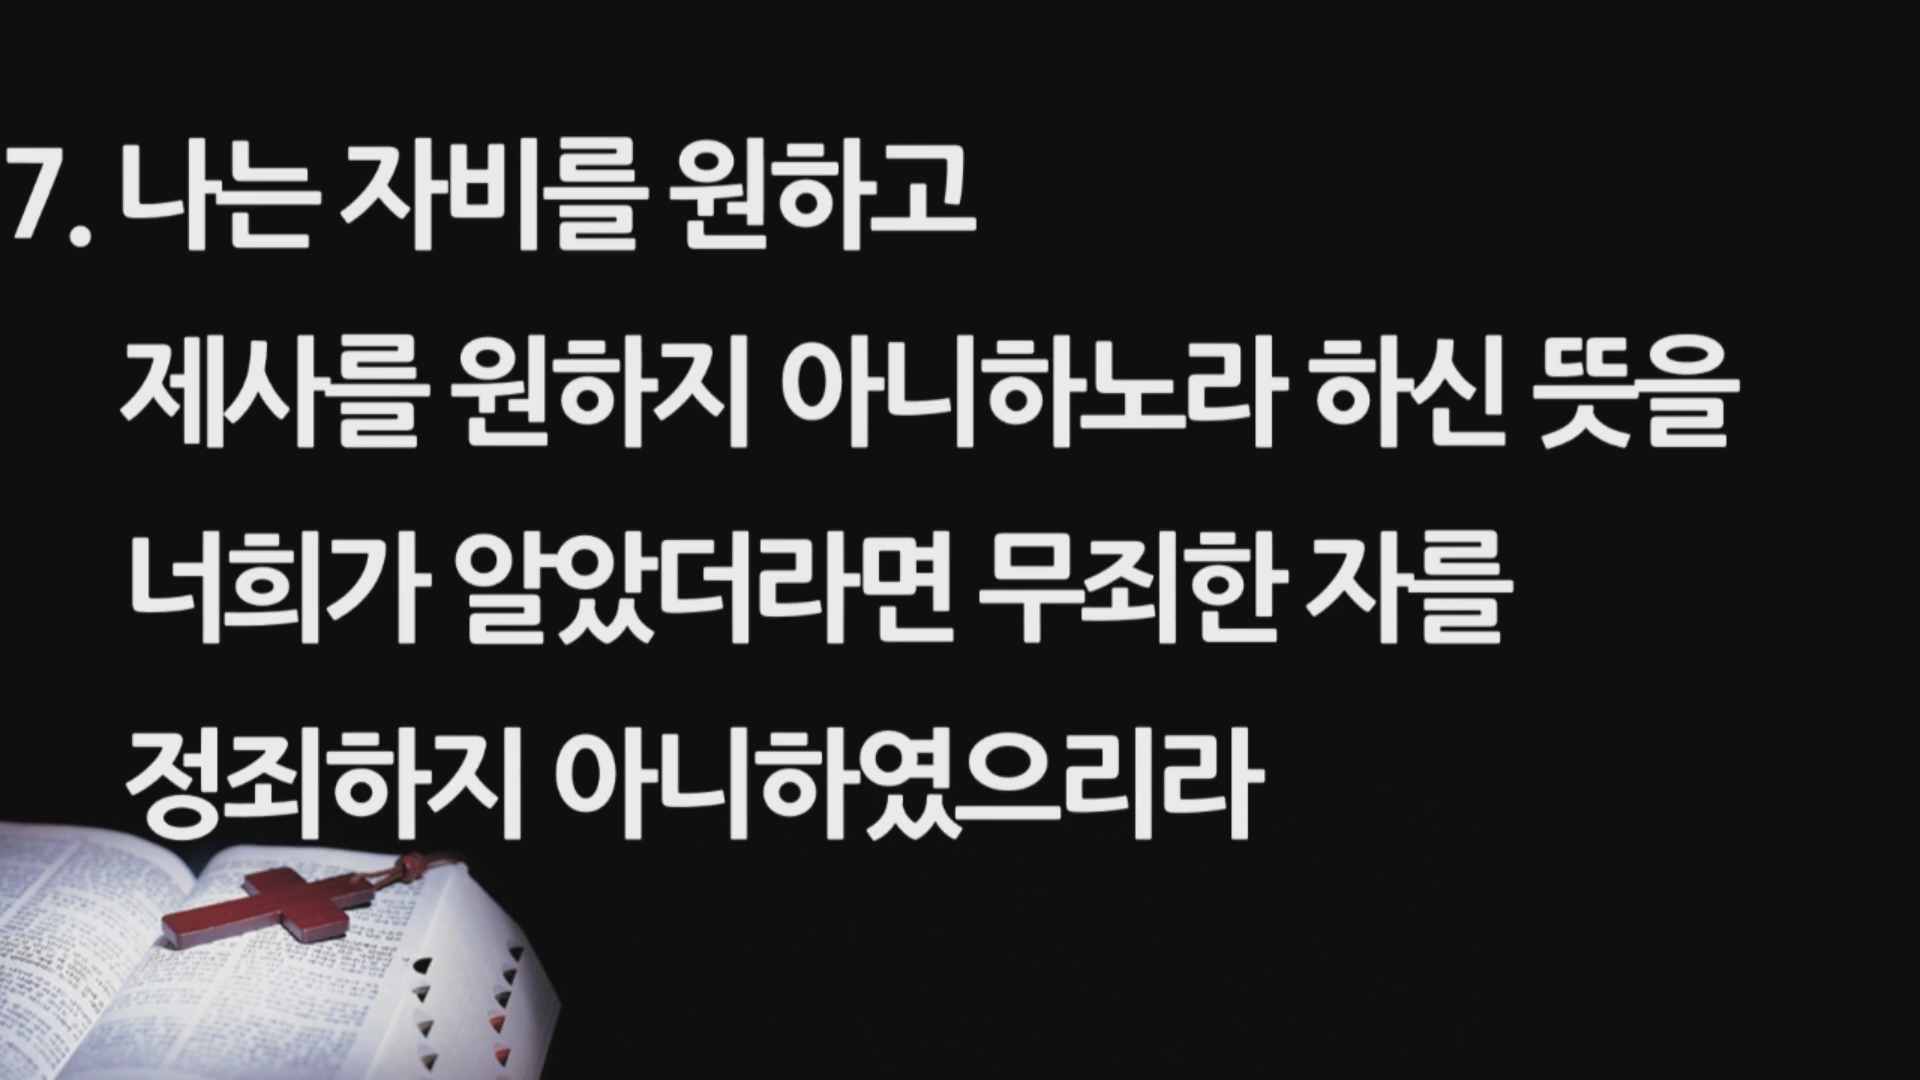 7. 나는 자비를 원하고
제사를 원하지 아니하노라 하신 뜻을
너희가 알았더라면 무죄한 자를
정죄하지 아니하였으리라